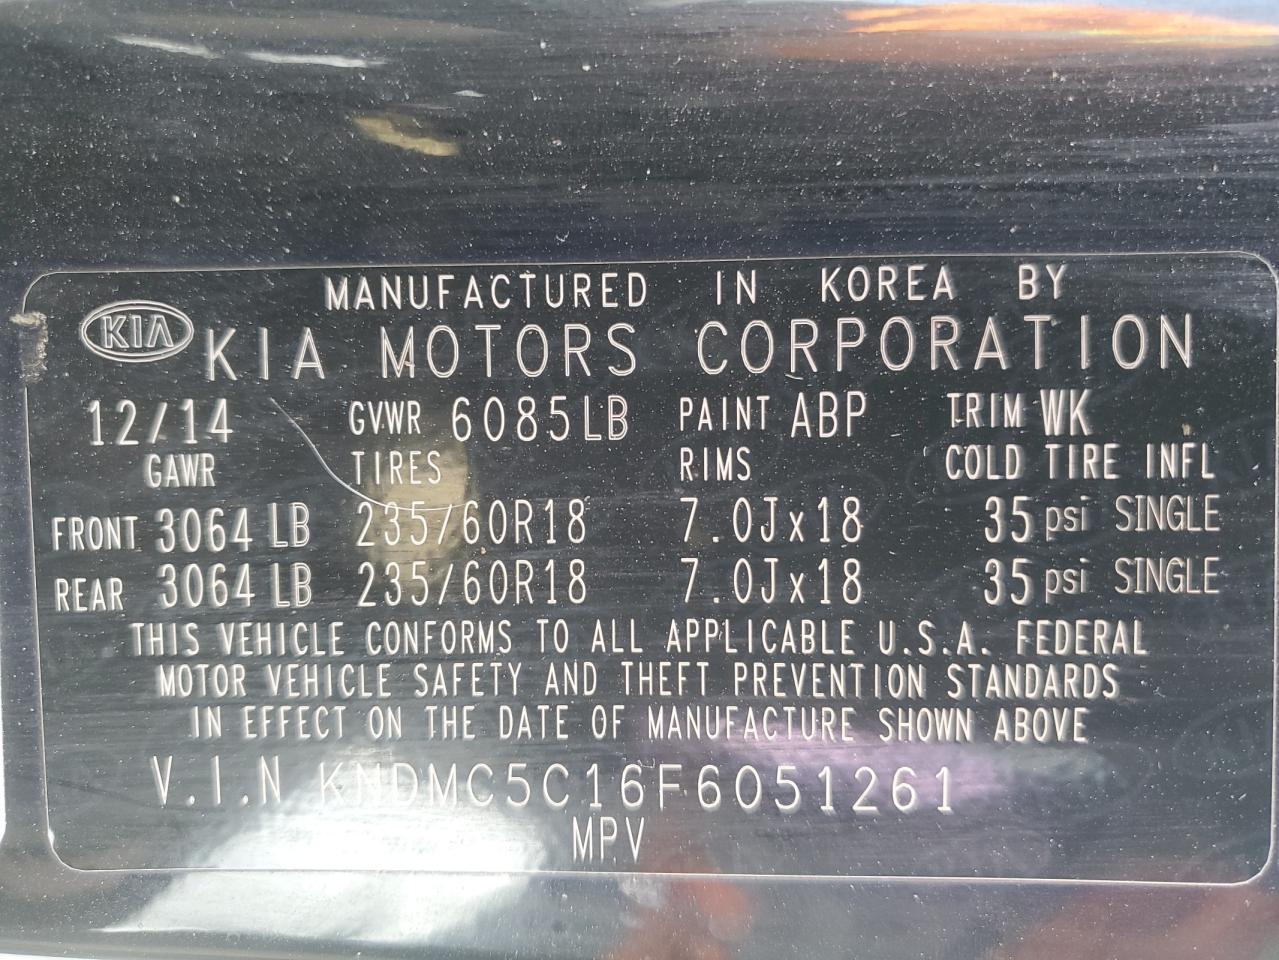 MANUFACTURED IN KOREA BY
KIA KIA MOTORS CORPORATION
12/14 GVWR 6085LB PAINT ABP TRIM WK
GAWR TIRES RIMS COLD TIRE INFL
FRONT 3064 LB 235/60R18 7.0Jx18 35 psi SINGLE
REAR 3064 LB 235/60R18 7.0Jx18 35 psi SINGLE
THIS VEHICLE CONFORMS TO ALL APPLICABLE U.S.A. FEDERAL
MOTOR VEHICLE SAFETY AND THEFT PREVENTION STANDARDS
IN EFFECT ON THE DATE OF MANUFACTURE SHOWN ABOVE
V.I.N KNDMC5C16F6051261
MPV